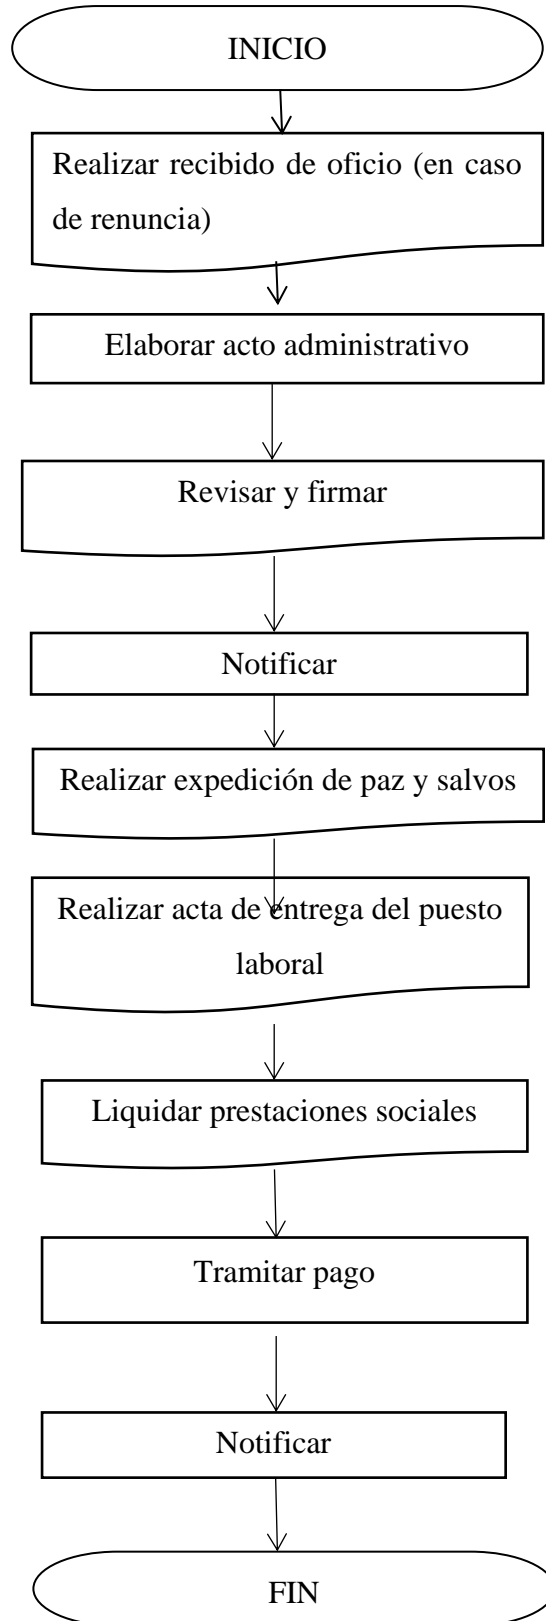 INICIO
Realizar recibido de oficio (en caso
de renuncia)
Elaborar acto administrativo
Revisar y firmar
Notificar
Realizar expedición de paz y salvos
Realizar acta de entrega del puesto
laboral
Liquidar prestaciones sociales
Tramitar pago
Notificar
FIN